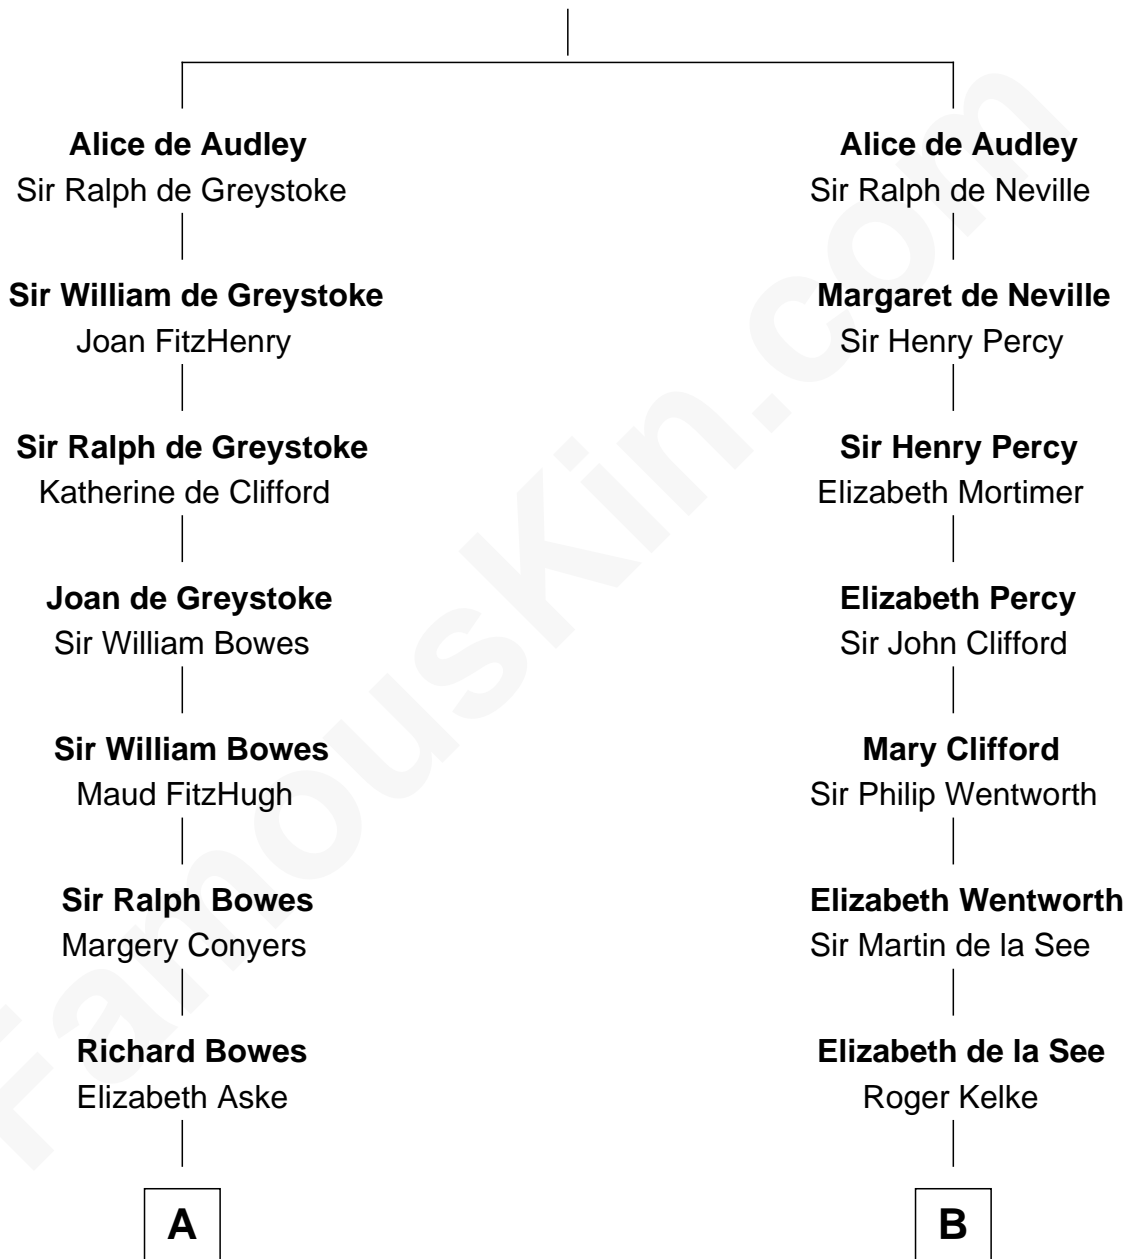 Alice de Audley
Sir Ralph de Greystoke
Sir William de Greystoke
Joan FitzHenry
Sir Ralph de Greystoke
Katherine de Clifford
Joan de Greystoke
Sir William Bowes
Sir William Bowes
Maud FitzHugh
Sir Ralph Bowes
Margery Conyers
Richard Bowes
Elizabeth Aske
A
Alice de Audley
Sir Ralph de Neville
Margaret de Neville
Sir Henry Percy
Sir Henry Percy
Elizabeth Mortimer
Elizabeth Percy
Sir John Clifford
Mary Clifford
Sir Philip Wentworth
Elizabeth Wentworth
Sir Martin de la See
Elizabeth de la See
Roger Kelke
B
FamousKin.com